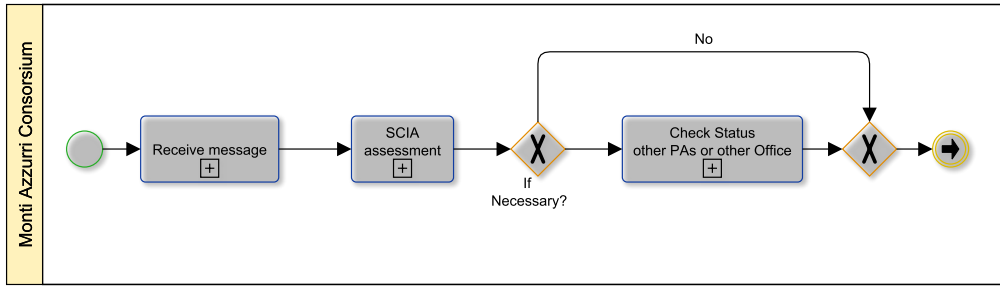 Monti Azzurri Consorsium
No
Receive message
SCIA
assessment
If
Necessary?
Check Status
other PAs or other Office